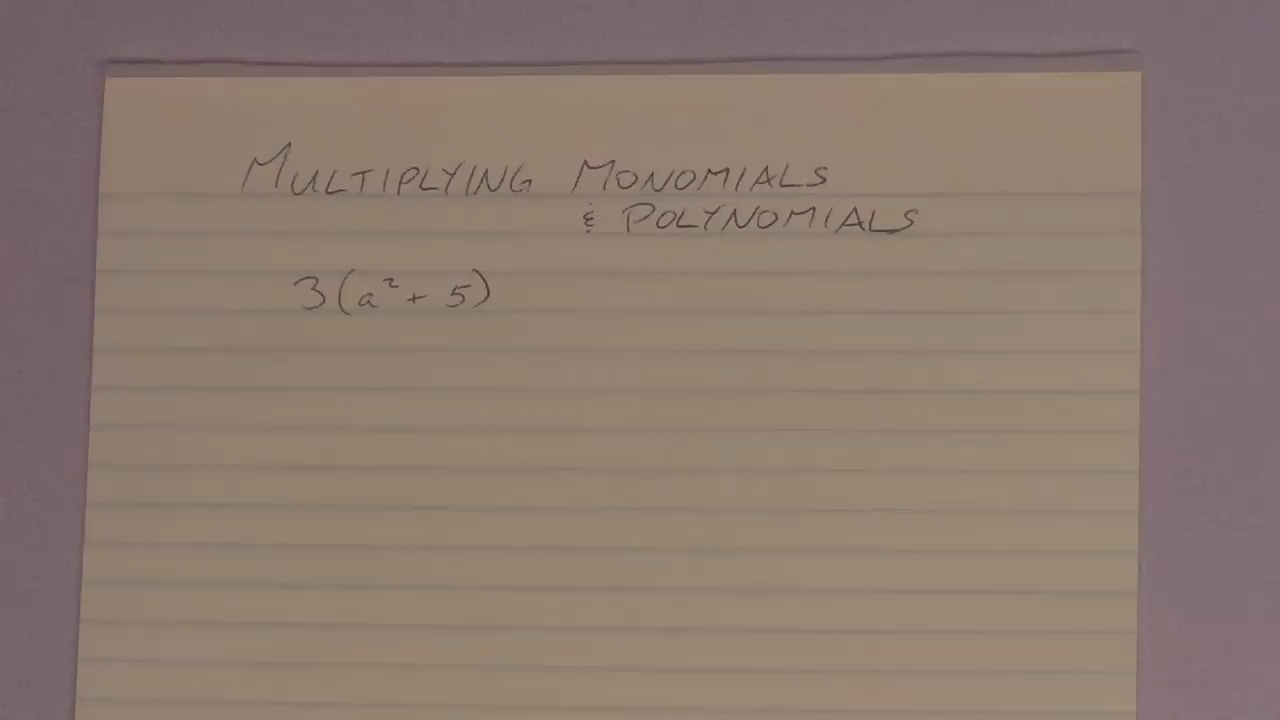 MULTIPLYING MONOMIALS
& POLYNOMIALS
3(a² + 5)